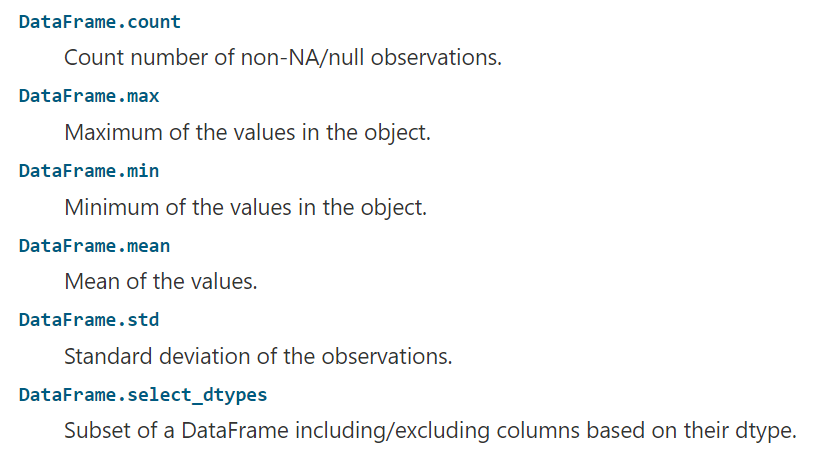 DataFrame.count
Count number of non-NA/null observations.
DataFrame.max
Maximum of the values in the object.
DataFrame.min
Minimum of the values in the object.
DataFrame.mean
Mean of the values.
DataFrame.std
Standard deviation of the observations.
DataFrame.select_dtypes
Subset of a DataFrame including/excluding columns based on their dtype.